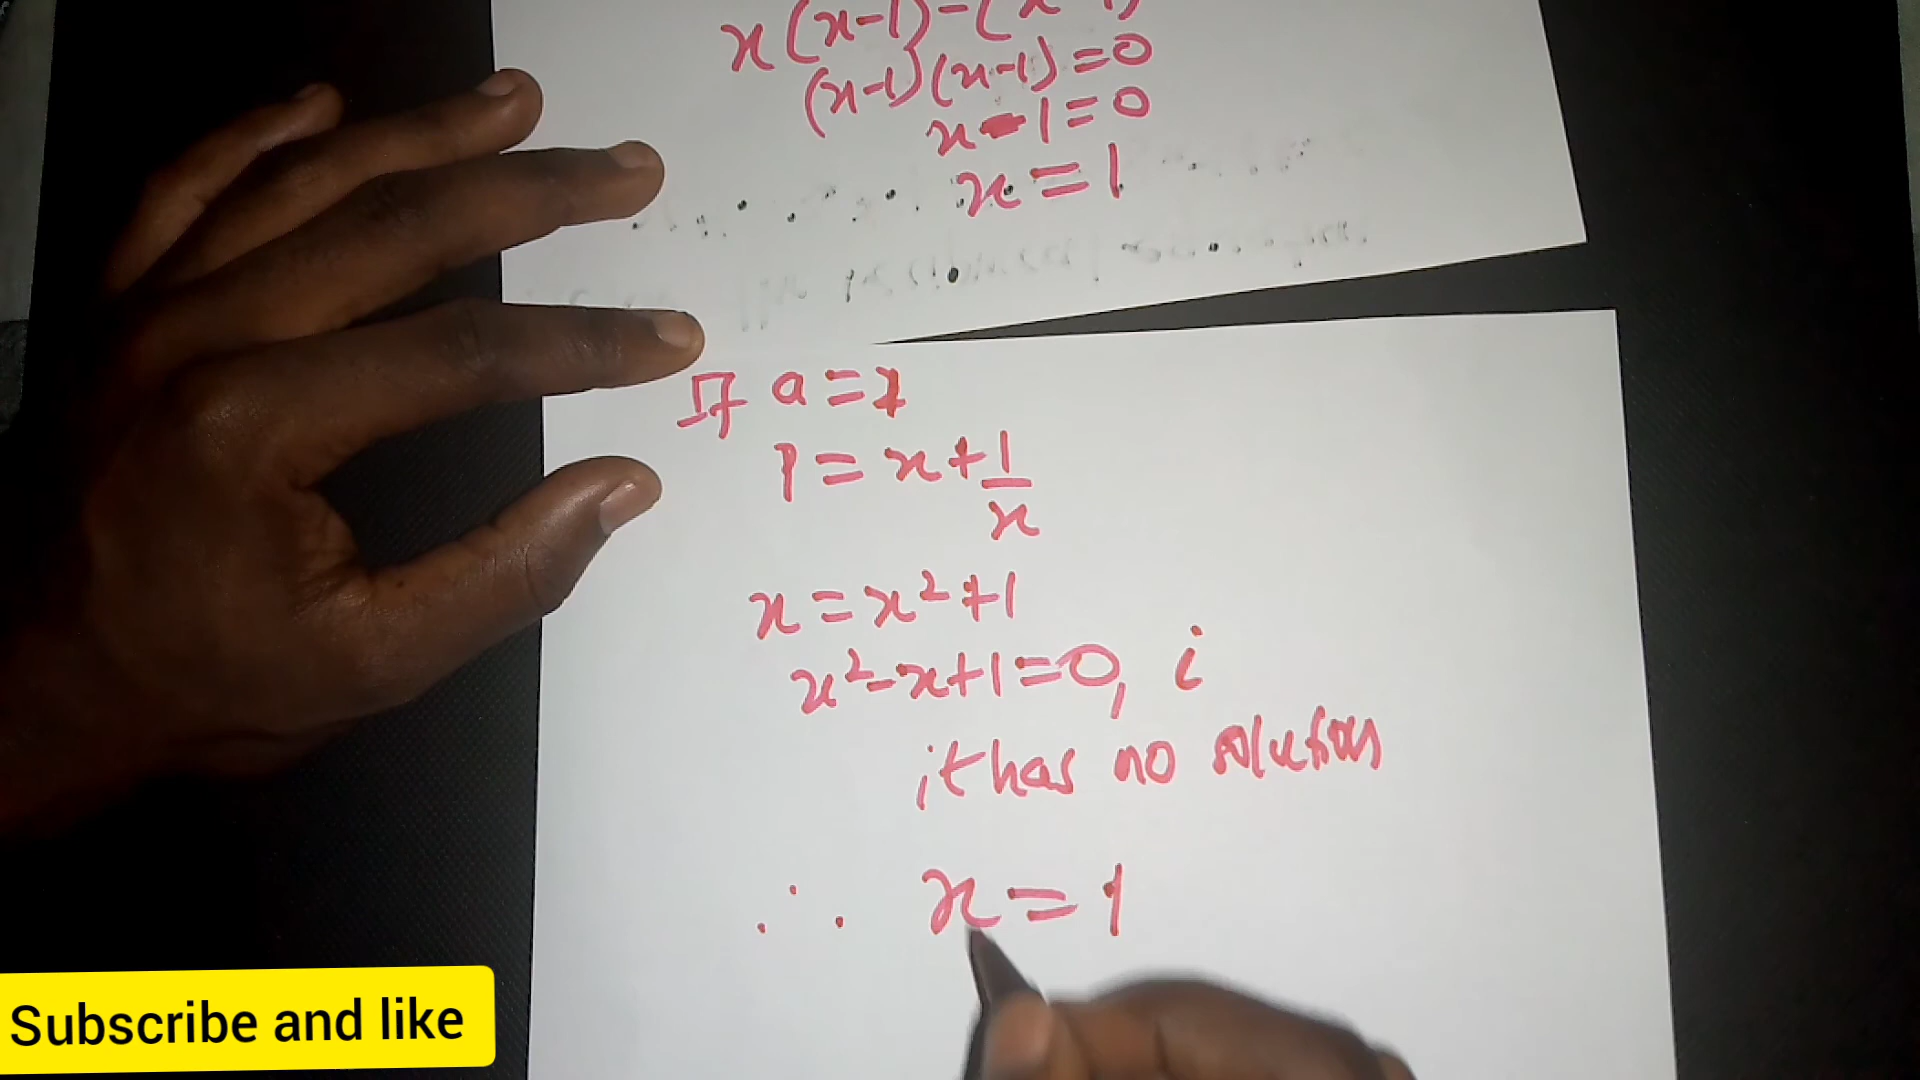 x(x-1)-(x-1)
(x-1)(x-1)=0
x-1=0
x=1
If a=1
1=x+1/x
x=x²+1
x²-x+1=0, i
it has no solution
∴ x=1
Subscribe and like